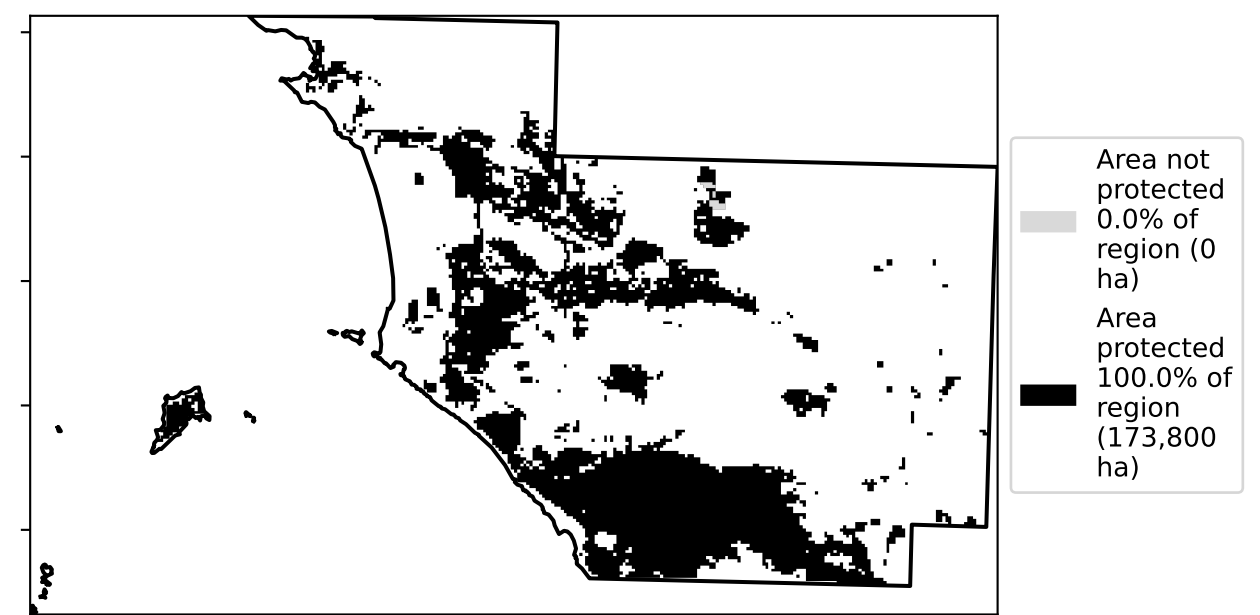 Area not
protected
0.0% of
region (0
ha)
Area
protected
100.0% of
region
(173,800
ha)